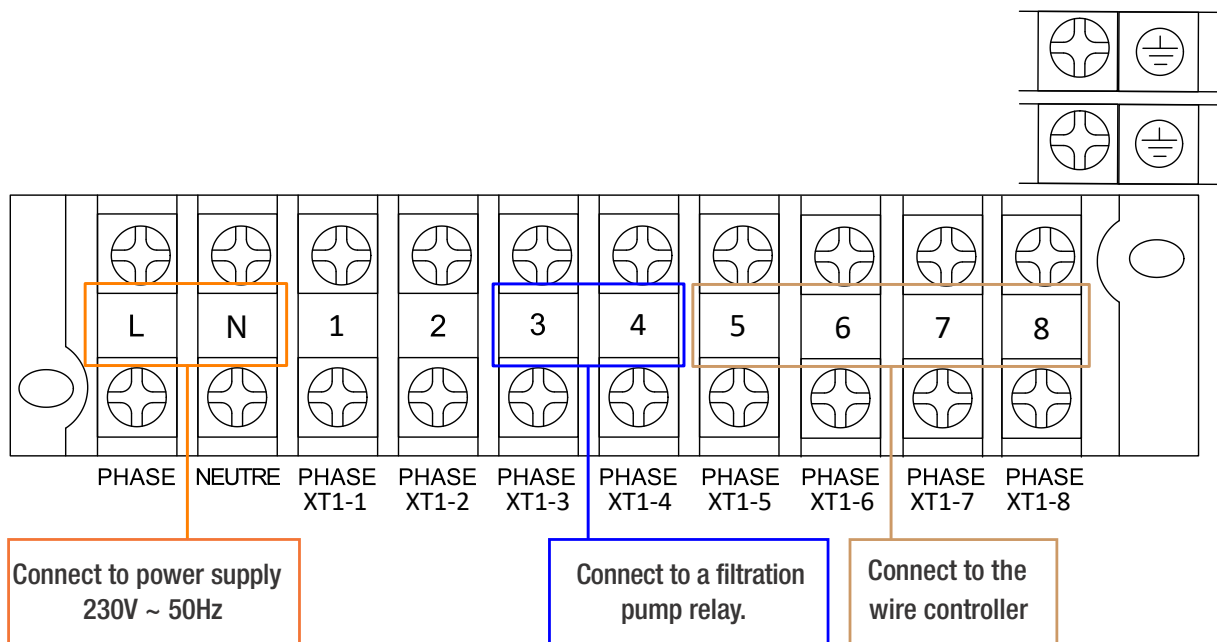 L N 1 2 3 4 5 6 7 8
PHASE NEUTRE PHASE PHASE PHASE PHASE PHASE PHASE PHASE PHASE
XT1-1 XT1-2 XT1-3 XT1-4 XT1-5 XT1-6 XT1-7 XT1-8
Connect to power supply
230V ~ 50Hz
Connect to a filtration
pump relay.
Connect to the
wire controller